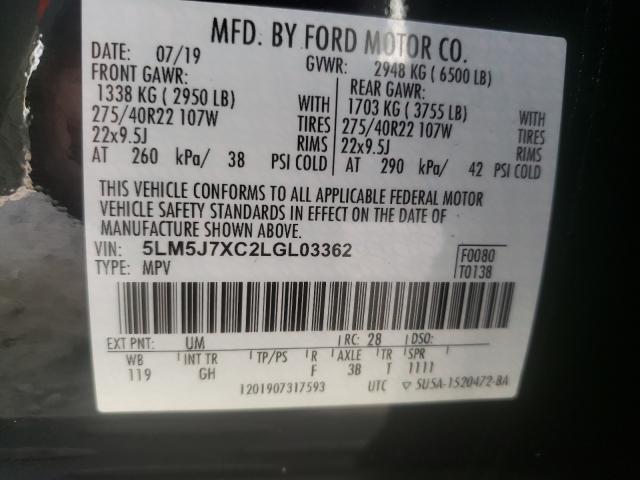 MFD. BY FORD MOTOR CO.
DATE: 07/19 GVWR: 2948 KG ( 6500 LB)
FRONT GAWR: REAR GAWR:
1338 KG ( 2950 LB) WITH 1703 KG ( 3755 LB) WITH
275/40R22 107W TIRES 275/40R22 107W TIRES
22x9.5J RIMS 22x9.5J RIMS
AT 260 kPa/ 38 PSI COLD AT 290 kPa/ 42 PSI COLD
THIS VEHICLE CONFORMS TO ALL APPLICABLE FEDERAL MOTOR
VEHICLE SAFETY STANDARDS IN EFFECT ON THE DATE OF
MANUFACTURE SHOWN ABOVE.
VIN: 5LM5J7XC2LGL03362 F0080
TYPE: MPV T0138
EXT PNT: UM RC: 28 DSO:
WB INT TR TP/PS R AXLE TR SPR
119 GH F 3B T 1111
1201907317593 UTC ▽ 5USA-1520472-BA